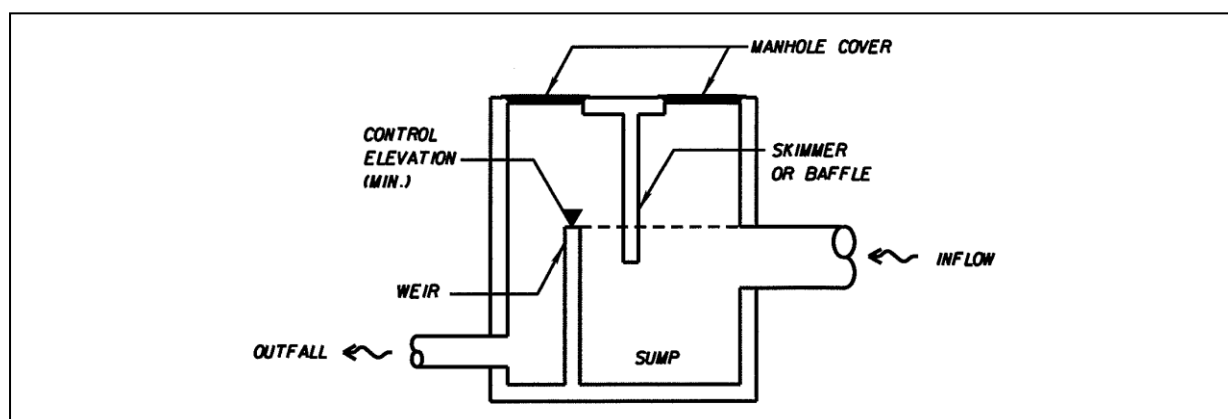 MANHOLE COVER
CONTROL
ELEVATION
(MIN.)
SKIMMER
OR BAFFLE
INFLOW
WEIR
OUTFALL
SUMP